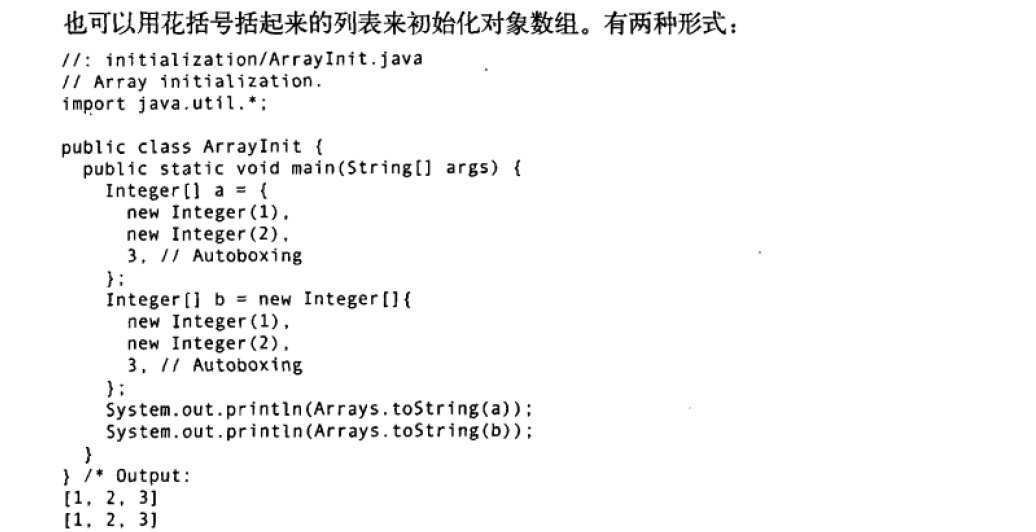 也可以用花括号括起来的列表来初始化对象数组。有两种形式：
//: initialization/ArrayInit.java
// Array initialization.
import java.util.*;
public class ArrayInit {
  public static void main(String[] args) {
    Integer[] a = {
      new Integer(1),
      new Integer(2),
      3, // Autoboxing
    };
    Integer[] b = new Integer[]{
      new Integer(1),
      new Integer(2),
      3, // Autoboxing
    };
    System.out.println(Arrays.toString(a));
    System.out.println(Arrays.toString(b));
  }
} /* Output:
[1, 2, 3]
[1, 2, 3]